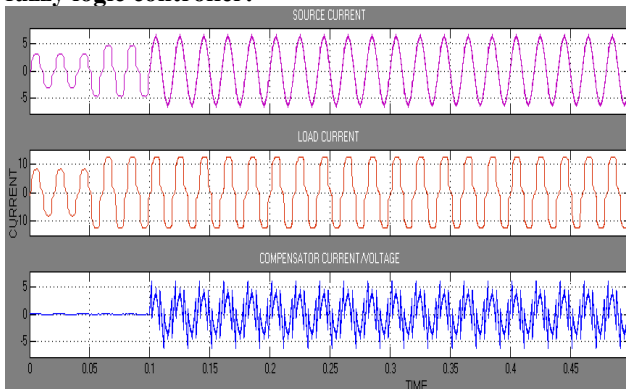 fuzzy logic controller.
SOURCE CURRENT
5
0
-5
LOAD CURRENT
10
0
-10
CURRENT
COMPENSATOR CURRENT/VOLTAGE
5
0
-5
0 0.05 0.1 0.15 0.2 0.25 0.3 0.35 0.4 0.45
TIME